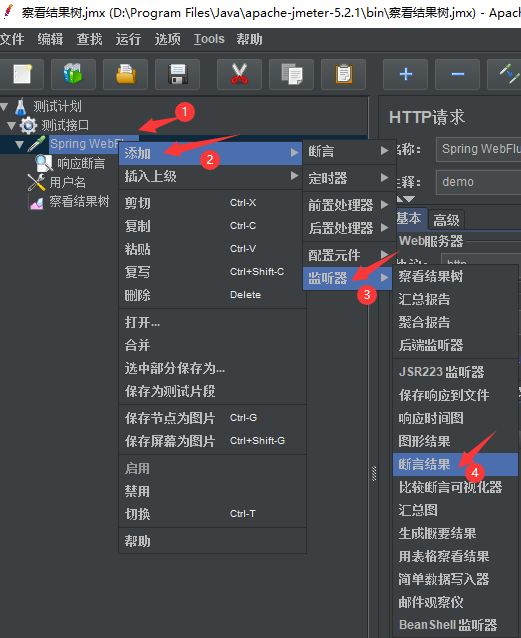 察看结果树.jmx (D:\Program Files\Java\apache-jmeter-5.2.1\bin\察看结果树.jmx) - Apa
文件 编辑 查找 运行 选项 Tools 帮助
测试计划
测试接口
1
Spring WebFlu
响应断言
用户名
察看结果树
添加
2
插入上级
剪切 Ctrl-X
复制 Ctrl-C
粘贴 Ctrl-V
复写 Ctrl+Shift-C
删除 Delete
打开...
合并
选中部分保存为...
保存为测试片段
保存节点为图片 Ctrl-G
保存屏幕为图片 Ctrl+Shift-G
启用
禁用
切换 Ctrl-T
帮助
断言
定时器
前置处理器
后置处理器
配置元件
监听器
3
HTTP请求
名称： Spring WebFlu
注释： demo
基本 高级
Web服务器
察看结果树
汇总报告
聚合报告
后端监听器
JSR223 监听器
保存响应到文件
响应时间图
图形结果
断言结果
4
比较断言可视化器
汇总图
生成概要结果
用表格察看结果
简单数据写入器
邮件观察仪
BeanShell 监听器